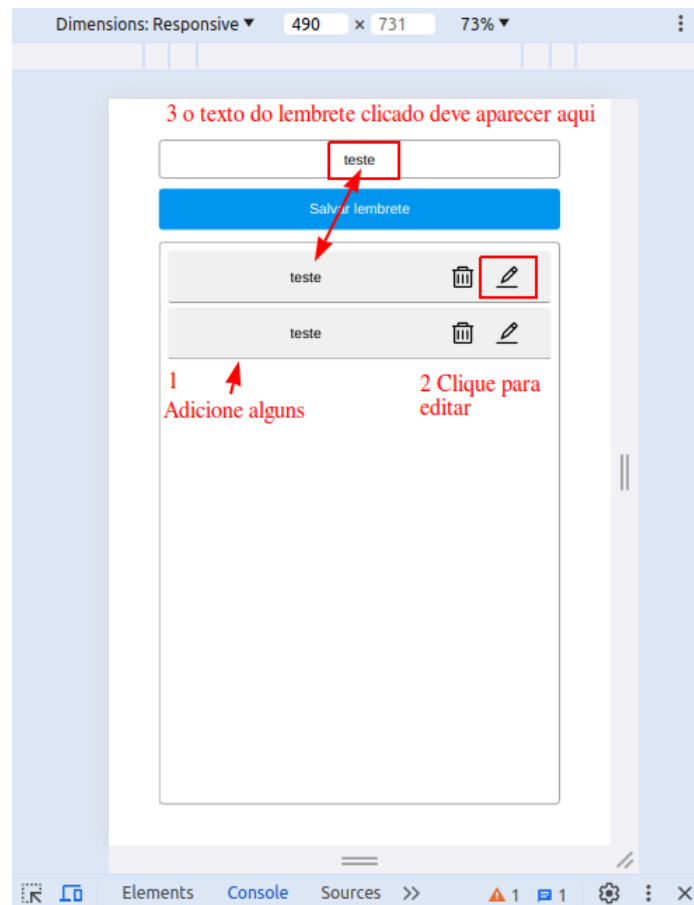 Dimensions: Responsive ▼ 490 × 731 73% ▼
3 o texto do lembrete clicado deve aparecer aqui
teste
Salvar lembrete
teste
teste
1
Adicione alguns
2 Clique para
editar
Elements Console Sources >> 1 1